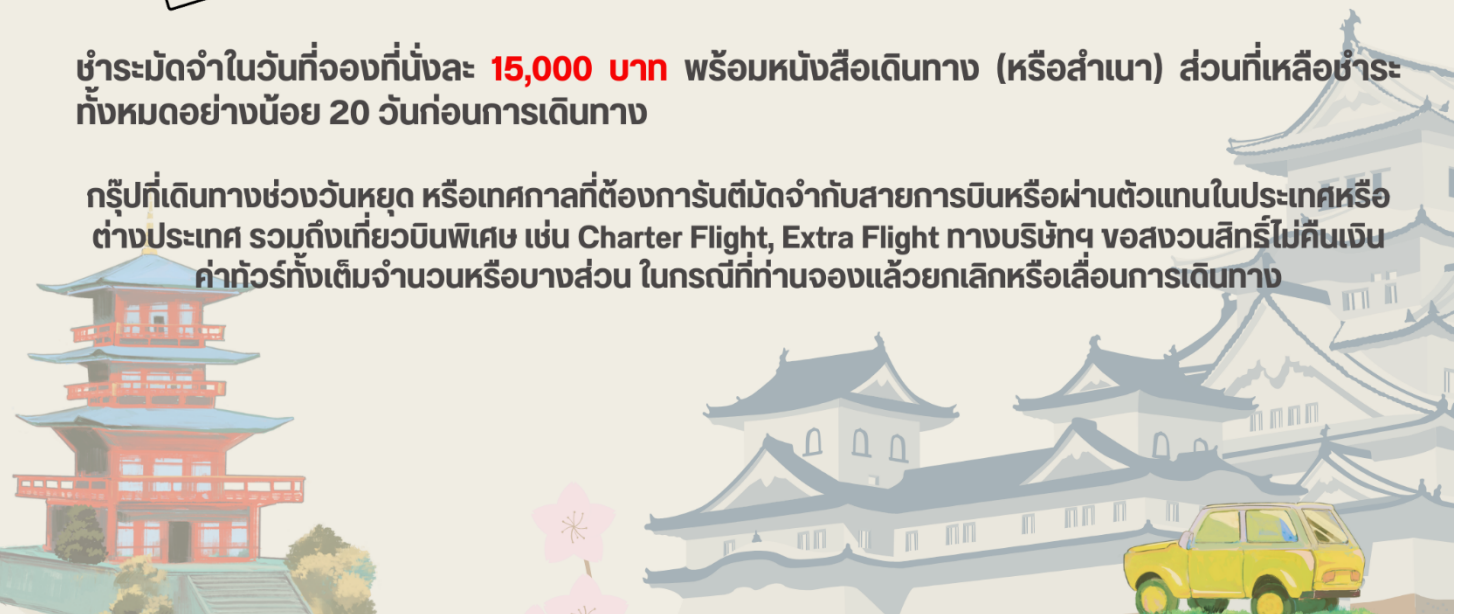 ชำระมัดจำในวันที่จองที่นั่งละ 15,000 บาท พร้อมหนังสือเดินทาง (หรือสำเนา) ส่วนที่เหลือชำระ
ทั้งหมดอย่างน้อย 20 วันก่อนการเดินทาง
กรุ๊ปที่เดินทางช่วงวันหยุด หรือเทศกาลที่ต้องการันตีมัดจำกับสายการบินหรือผ่านตัวแทนในประเทศหรือ
ต่างประเทศ รวมถึงเที่ยวบินพิเศษ เช่น Charter Flight, Extra Flight ทางบริษัทฯ ขอสงวนสิทธิ์ไม่คืนเงิน
ค่าทัวร์ทั้งเต็มจำนวนหรือบางส่วน ในกรณีที่ท่านจองแล้วยกเลิกหรือเลื่อนการเดินทาง